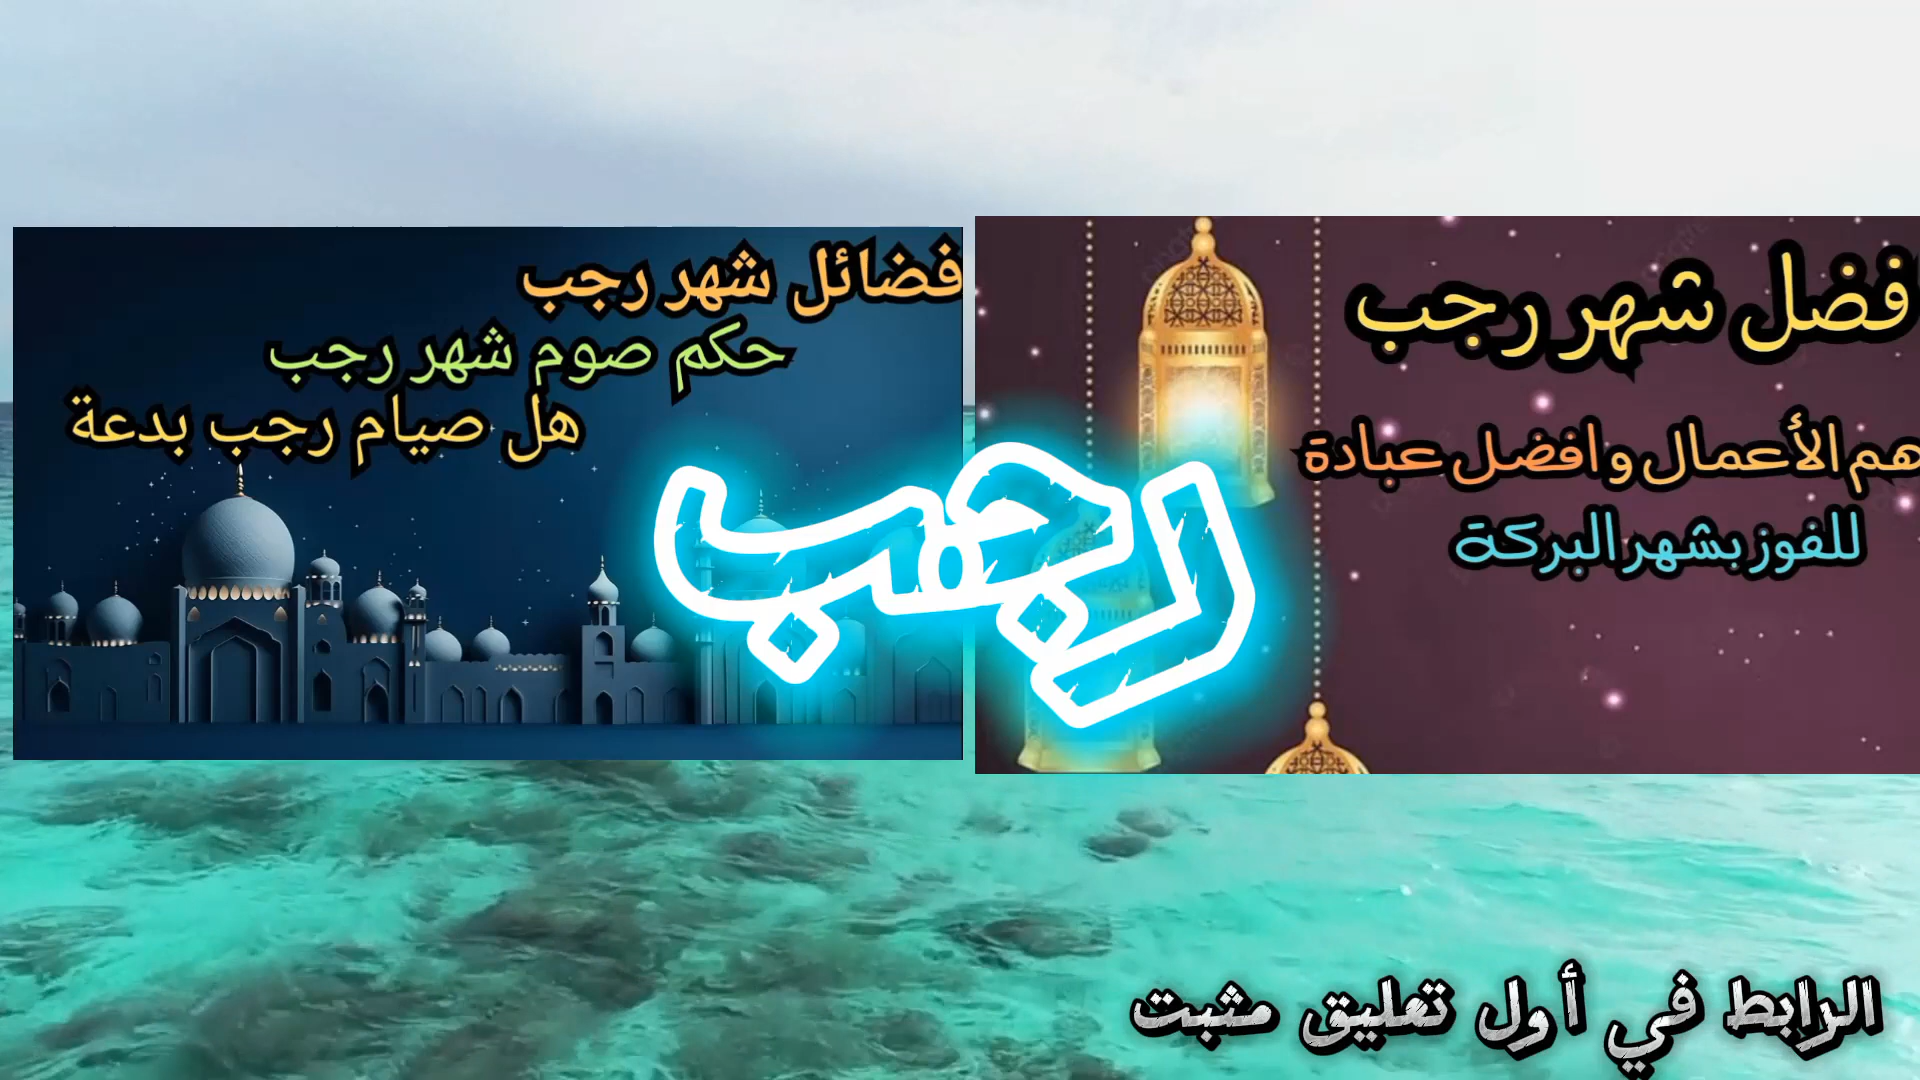 فضل شهر رجب
هم الأعمال و افضل عبادة
للفوز بشهر البركة
فضائل شهر رجب
حكم صوم شهر رجب
هل صيام رجب بدعة
رجب
الرابط في أول تعليق مثبت